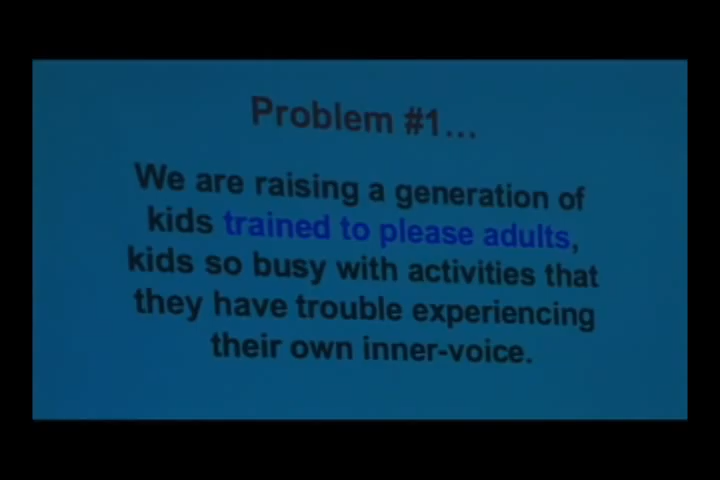 Problem #1...
We are raising a generation of
kids trained to please adults,
kids so busy with activities that
they have trouble experiencing
their own inner-voice.